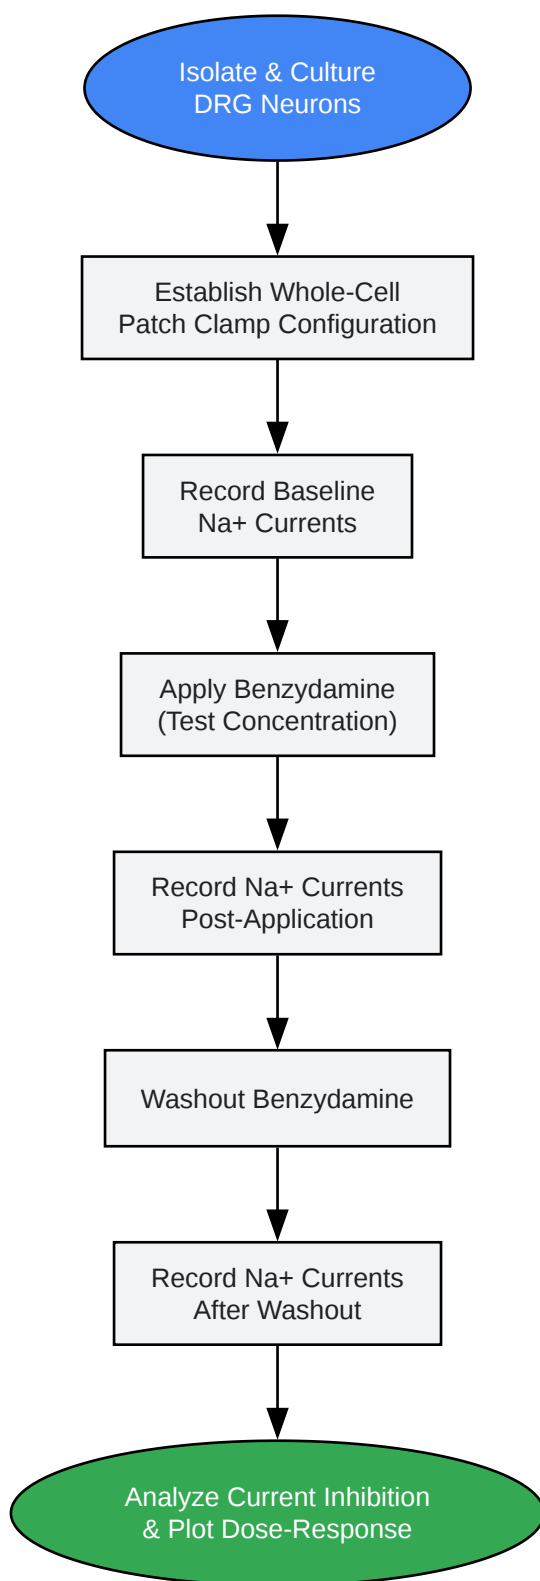 Isolate & Culture
DRG Neurons
Establish Whole-Cell
Patch Clamp Configuration
Record Baseline
Na+ Currents
Apply Benzydamine
(Test Concentration)
Record Na+ Currents
Post-Application
Washout Benzydamine
Record Na+ Currents
After Washout
Analyze Current Inhibition
& Plot Dose-Response